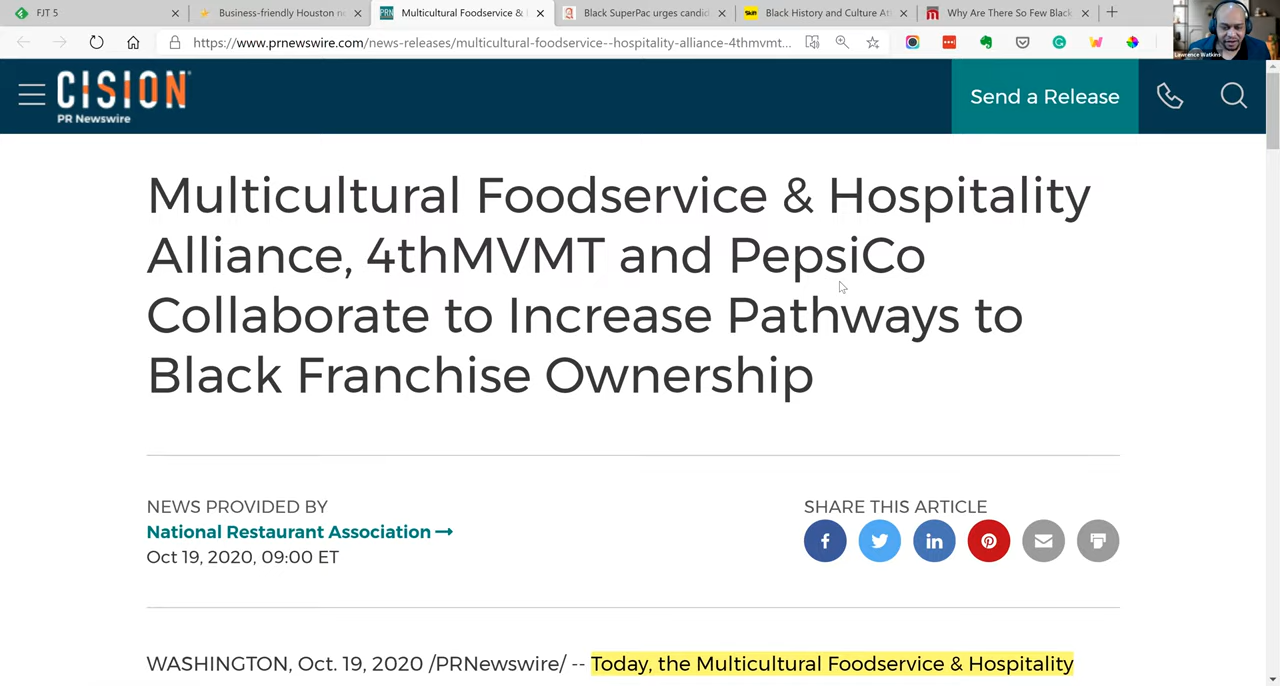 FJT 5
Business-friendly Houston n
Multicultural Foodservice &
Black SuperPac urges candid
Black History and Culture At
Why Are There So Few Black
https://www.prnewswire.com/news-releases/multicultural-foodservice--hospitality-alliance-4thmvmt...
Lawrence Watkins
CISION
PR Newswire
Send a Release
Multicultural Foodservice & Hospitality
Alliance, 4thMVMT and PepsiCo
Collaborate to Increase Pathways to
Black Franchise Ownership
NEWS PROVIDED BY
National Restaurant Association
Oct 19, 2020, 09:00 ET
SHARE THIS ARTICLE
WASHINGTON, Oct. 19, 2020 /PRNewswire/ -- Today, the Multicultural Foodservice & Hospitality